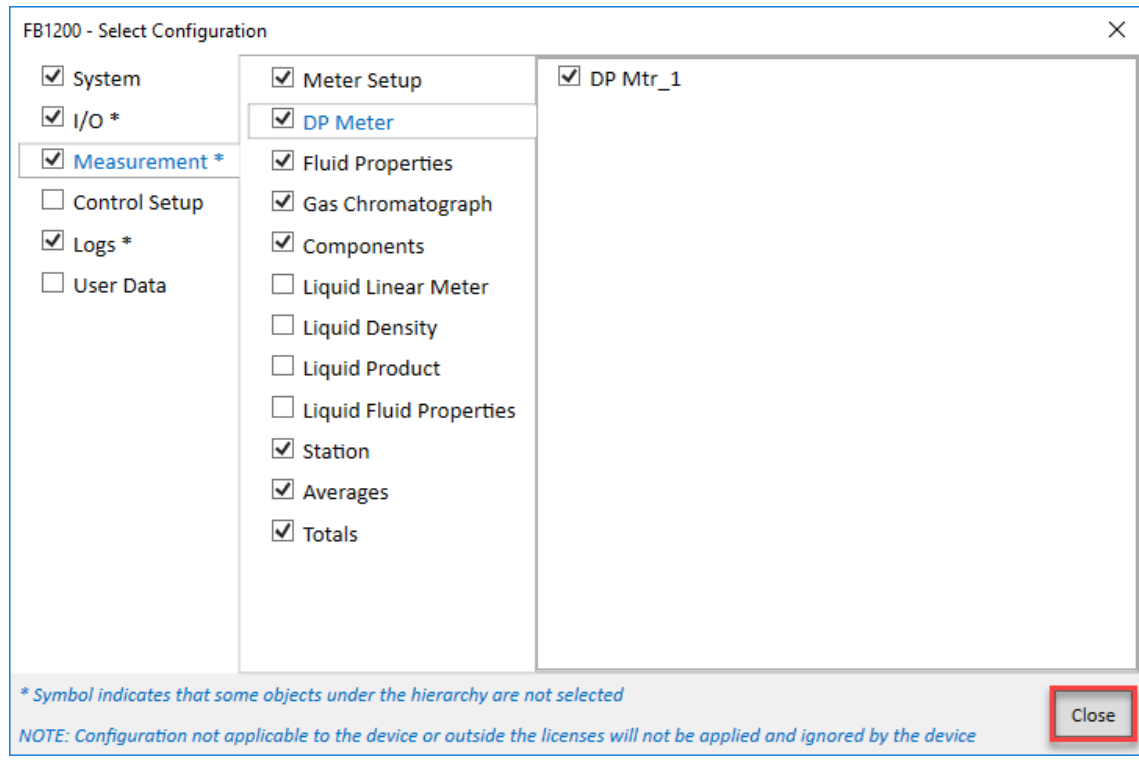 FB1200 - Select Configuration
System
I/O *
Measurement *
Control Setup
Logs *
User Data
Meter Setup
DP Meter
Fluid Properties
Gas Chromatograph
Components
Liquid Linear Meter
Liquid Density
Liquid Product
Liquid Fluid Properties
Station
Averages
Totals
DP Mtr_1
* Symbol indicates that some objects under the hierarchy are not selected
NOTE: Configuration not applicable to the device or outside the licenses will not be applied and ignored by the device
Close